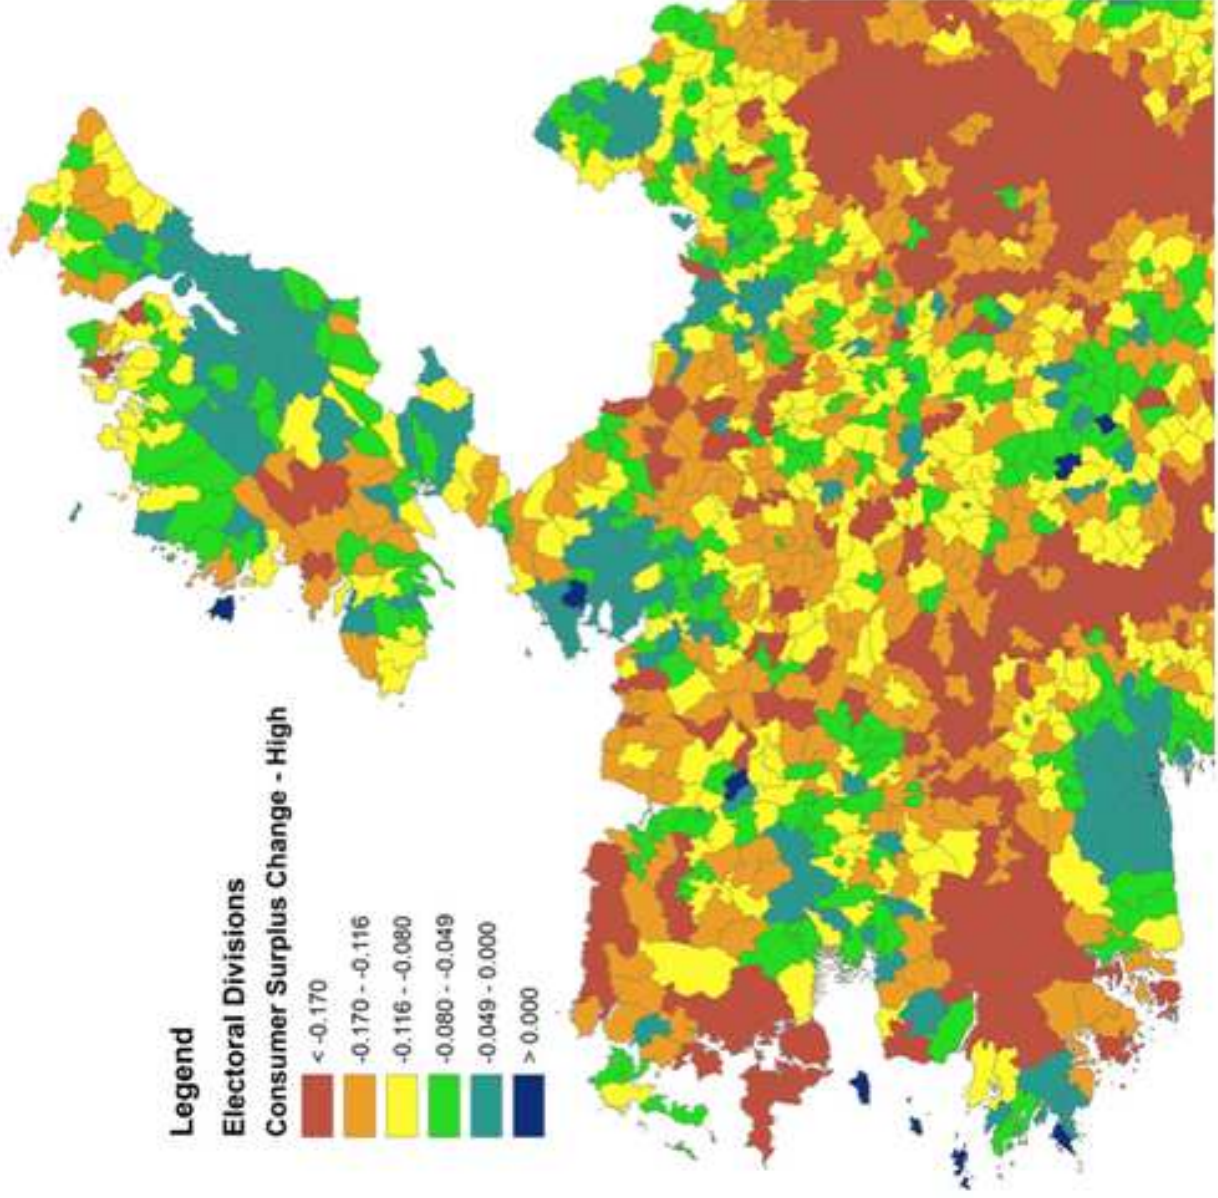 Legend
Electoral Divisions
Consumer Surplus Change - High
< -0.170
-0.170 - -0.116
-0.116 - -0.080
-0.080 - -0.049
-0.049 - 0.000
> 0.000